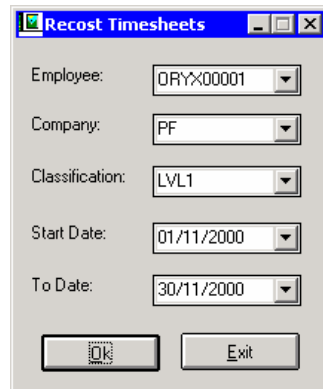 Recost Timesheets
Employee: ORYX00001
Company: PF
Classification: LVL1
Start Date: 01/11/2000
To Date: 30/11/2000
Ok Exit